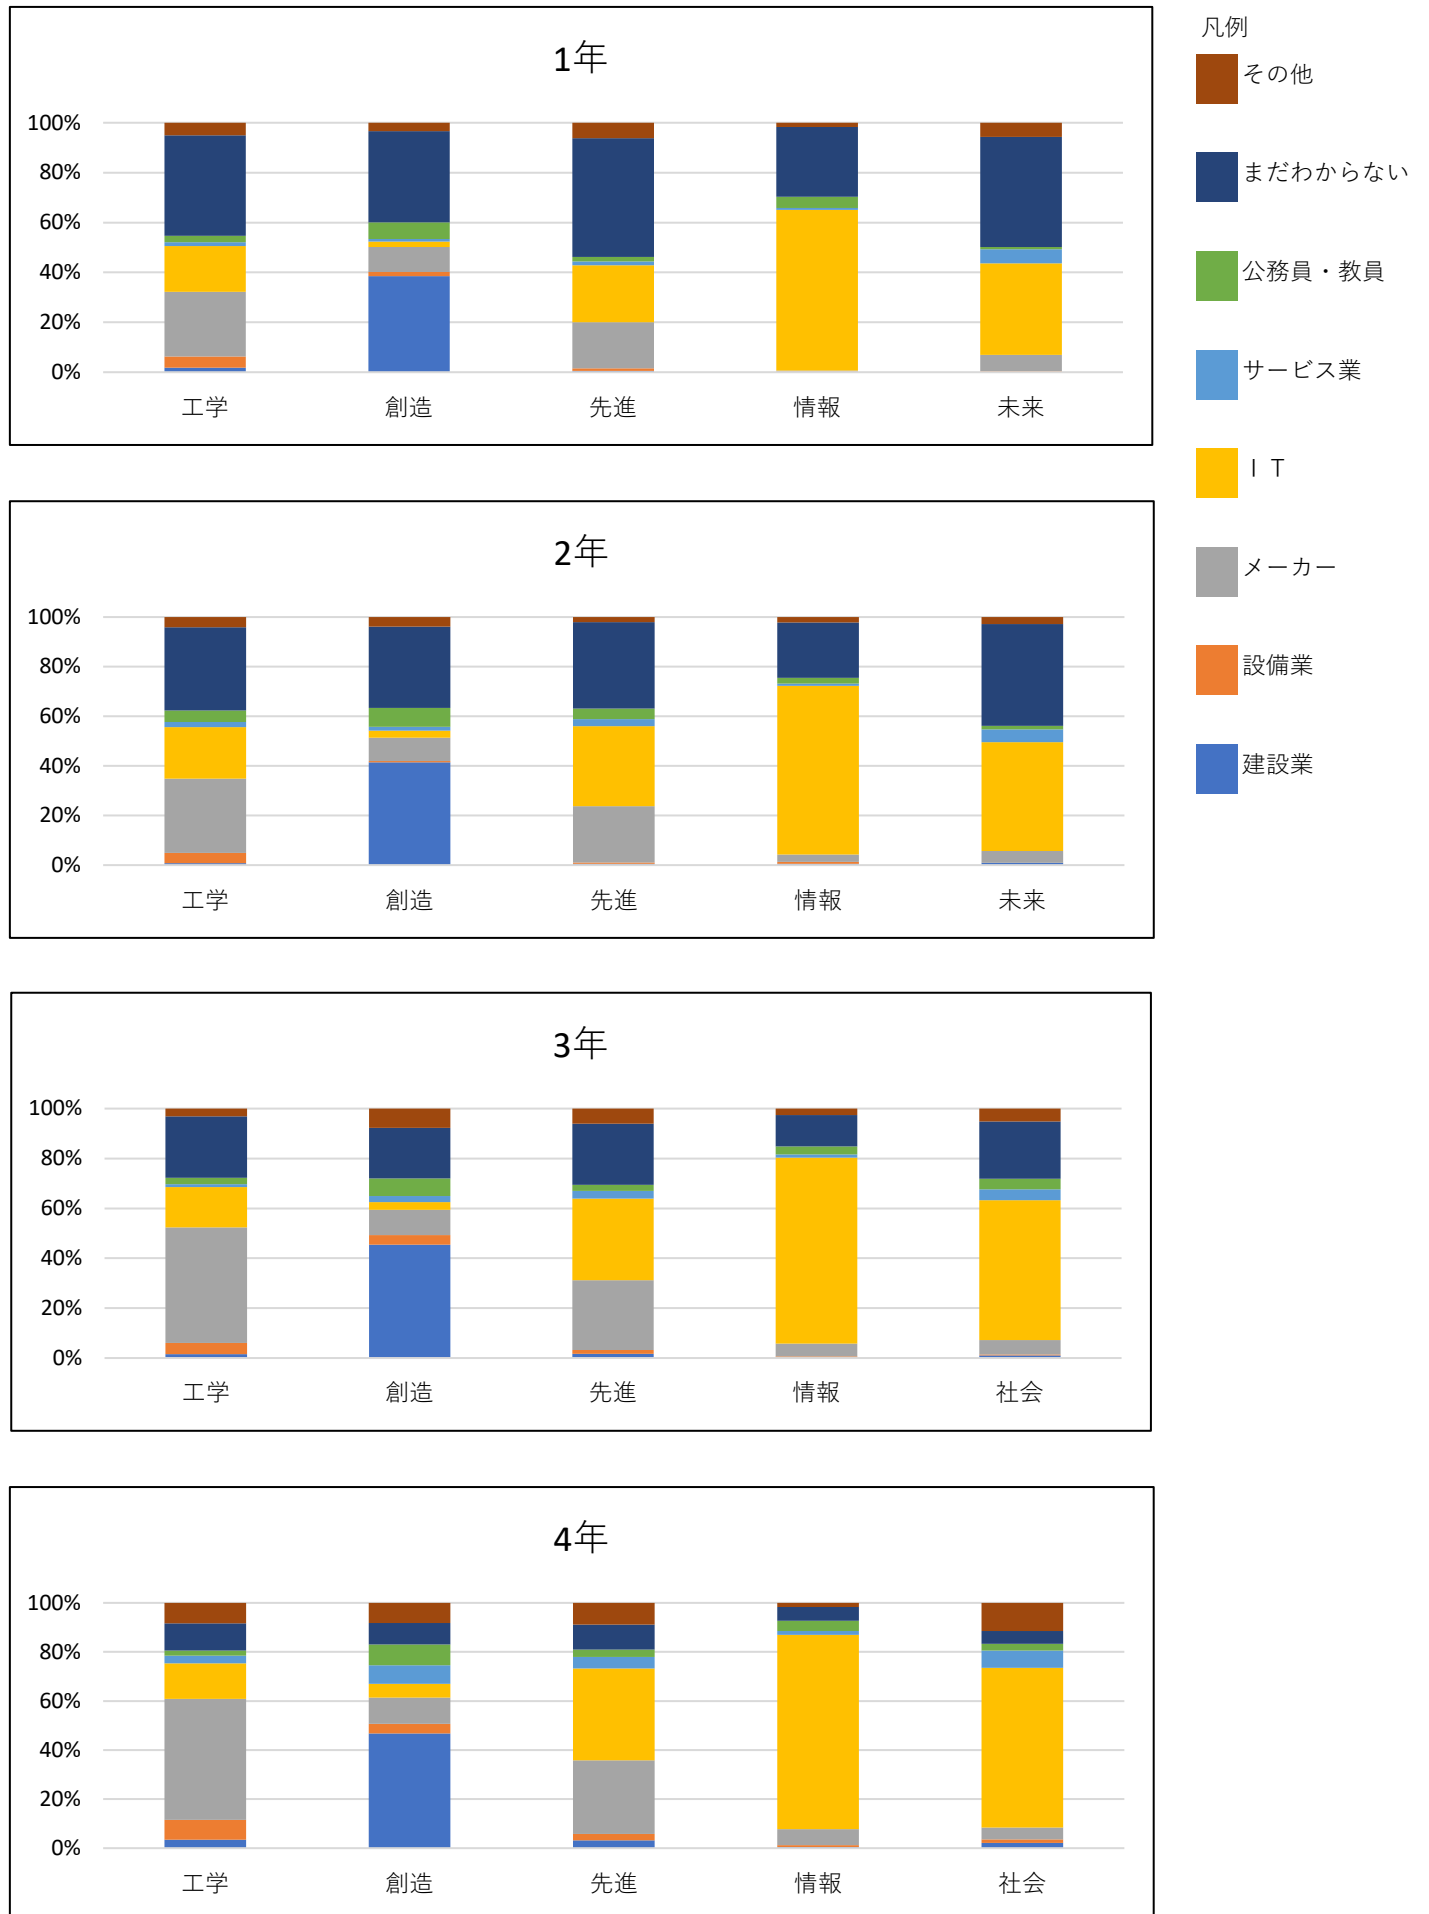 1年
100%
80%
60%
40%
20%
0%
工学 創造 先進 情報 未来
2年
100%
80%
60%
40%
20%
0%
工学 創造 先進 情報 未来
3年
100%
80%
60%
40%
20%
0%
工学 創造 先進 情報 社会
4年
100%
80%
60%
40%
20%
0%
工学 創造 先進 情報 社会
凡例
その他
まだわからない
公務員・教員
サービス業
ＩＴ
メーカー
設備業
建設業